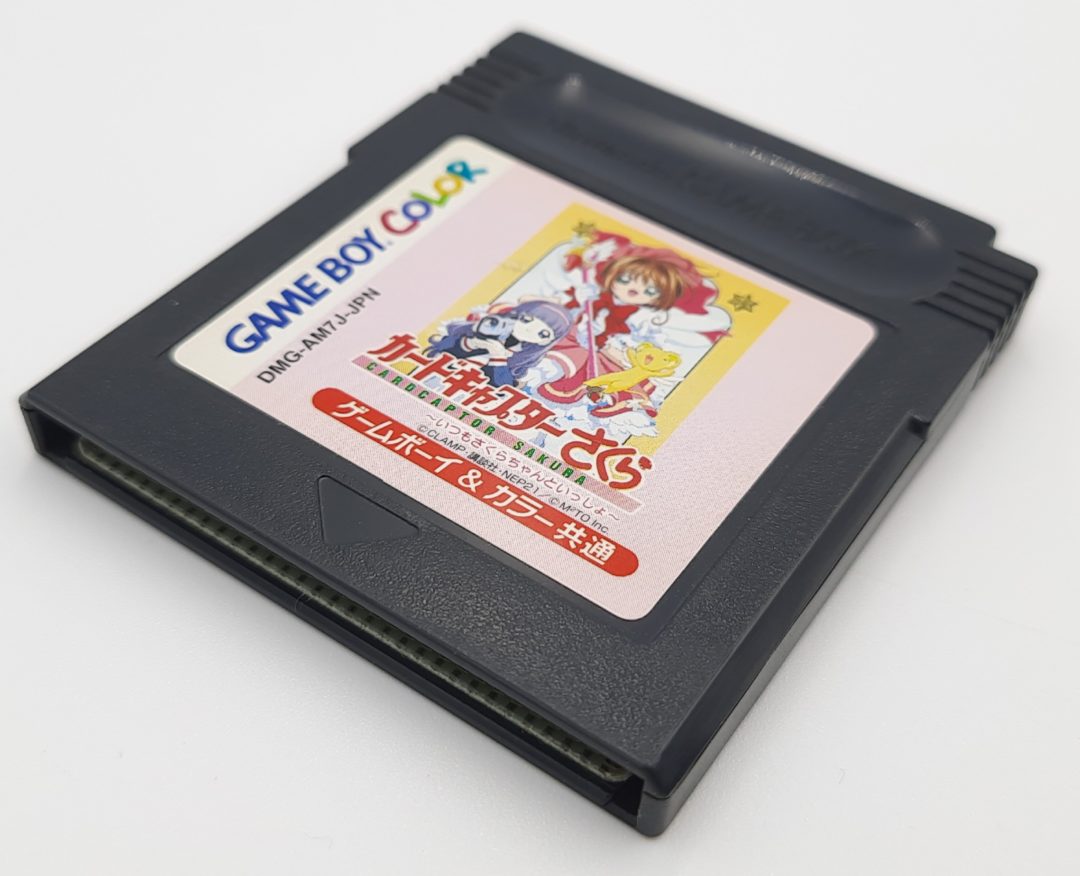 GAME BOY COLOR
DMG-AM7J-JPN
カードキャプターさくら
CARDCAPTOR SAKURA
～いつもさくらちゃんといっしょ～
©CLAMP・講談社・NEP21／©M²TO Inc.
ゲームボーイ & カラー 共通